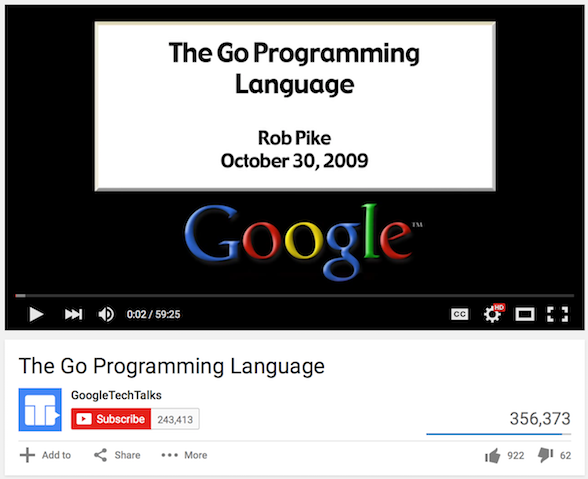 The Go Programming
Language
Rob Pike
October 30, 2009
Google™
0:02 / 59:25
CC
HD
The Go Programming Language
GoogleTechTalks
Subscribe 243,413
356,373
Add to Share More 922 62